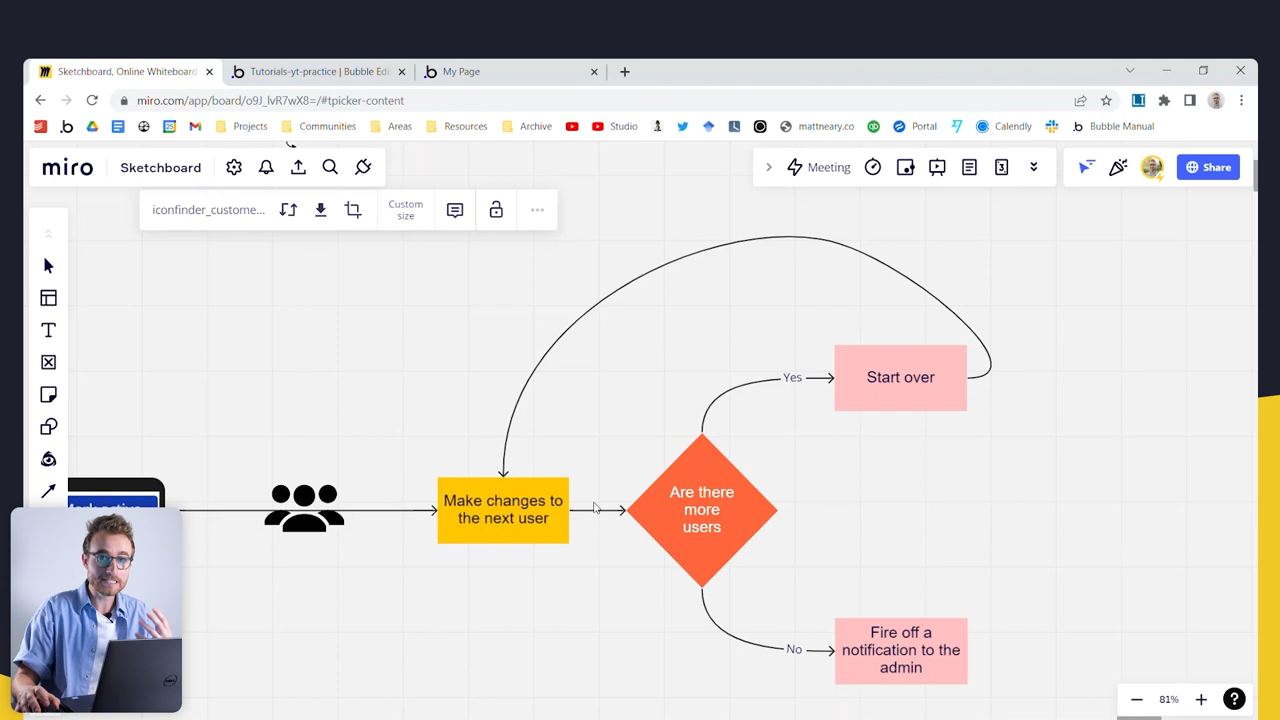 Sketchboard, Online Whiteboard
Tutorials-yt-practice | Bubble Edi
My Page
miro.com/app/board/o9J_lvR7wX8=/#tpicker-content
Projects
Communities
Areas
Resources
Archive
Studio
mattneary.co
Portal
Calendly
Bubble Manual
miro
Sketchboard
Meeting
3
Share
iconfinder_custome...
Custom
size
Yes
Start over
Make changes to
the next user
Are there
more
users
No
Fire off a
notification to the
admin
81%